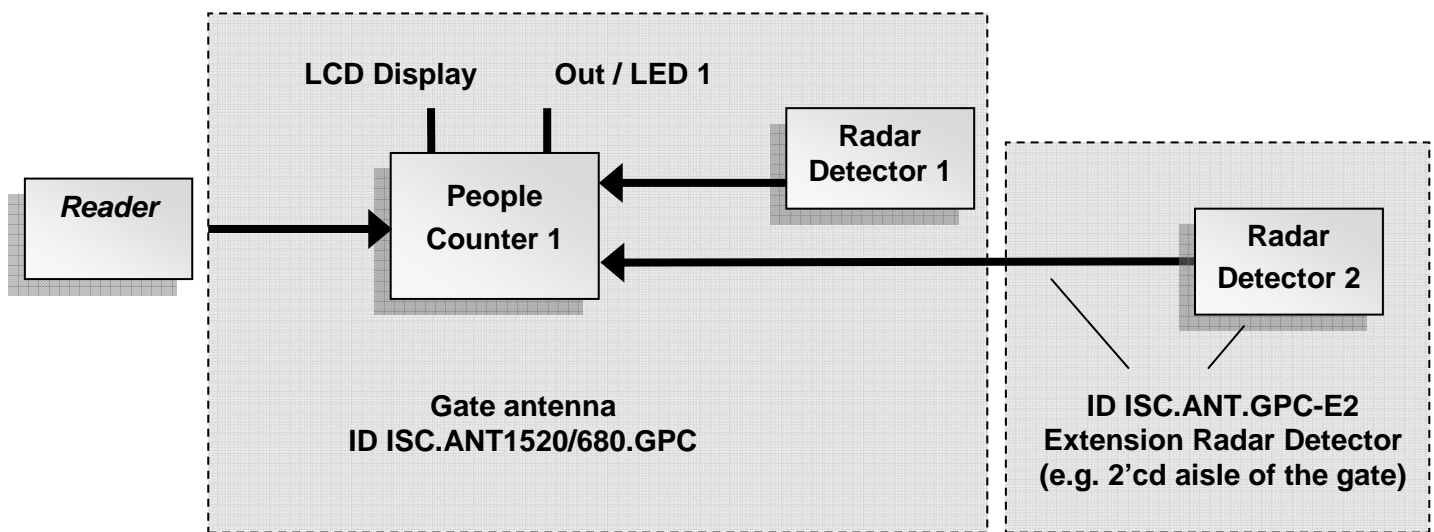 LCD Display
Out / LED 1
Radar
Detector 1
Reader
People
Counter 1
Radar
Detector 2
Gate antenna
ID ISC.ANT1520/680.GPC
ID ISC.ANT.GPC-E2
Extension Radar Detector
(e.g. 2'cd aisle of the gate)